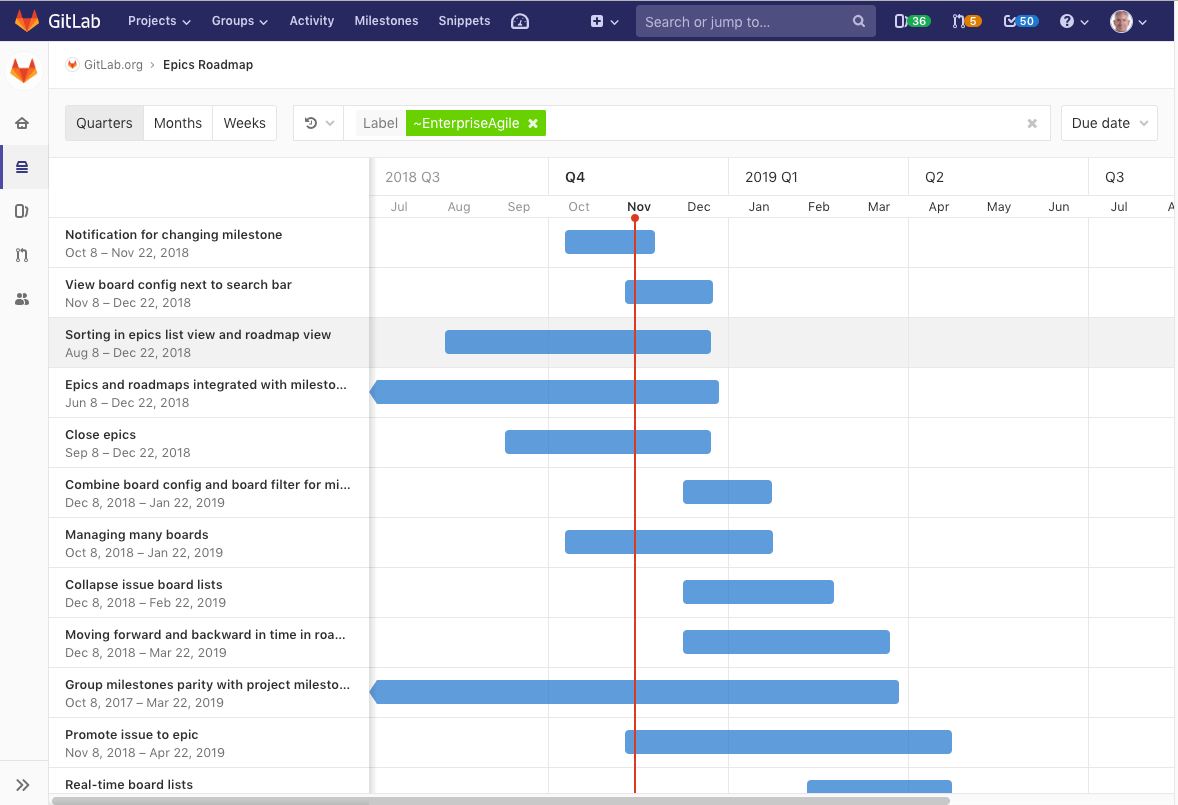 GitLab Projects Groups Activity Milestones Snippets Search or jump to... 36 5 50 ?
GitLab.org › Epics Roadmap
Quarters Months Weeks Label ~EnterpriseAgile × × Due date
2018 Q3 Q4 2019 Q1 Q2 Q3
Jul Aug Sep Oct Nov Dec Jan Feb Mar Apr May Jun Jul A
Notification for changing milestone
Oct 8 – Nov 22, 2018
View board config next to search bar
Nov 8 – Dec 22, 2018
Sorting in epics list view and roadmap view
Aug 8 – Dec 22, 2018
Epics and roadmaps integrated with milesto...
Jun 8 – Dec 22, 2018
Close epics
Sep 8 – Dec 22, 2018
Combine board config and board filter for mi...
Dec 8, 2018 – Jan 22, 2019
Managing many boards
Oct 8, 2018 – Jan 22, 2019
Collapse issue board lists
Dec 8, 2018 – Feb 22, 2019
Moving forward and backward in time in roa...
Dec 8, 2018 – Mar 22, 2019
Group milestones parity with project milesto...
Oct 8, 2017 – Mar 22, 2019
Promote issue to epic
Nov 8, 2018 – Apr 22, 2019
Real-time board lists